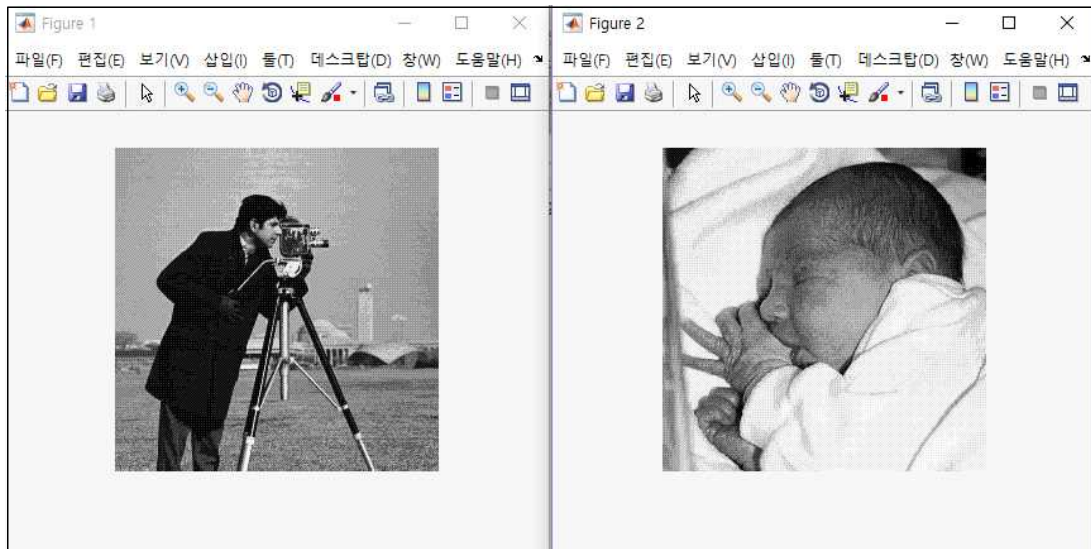 Figure 1
파일(F) 편집(E) 보기(V) 삽입(I) 툴(T) 데스크탑(D) 창(W) 도움말(H)
Figure 2
파일(F) 편집(E) 보기(V) 삽입(I) 툴(T) 데스크탑(D) 창(W) 도움말(H)